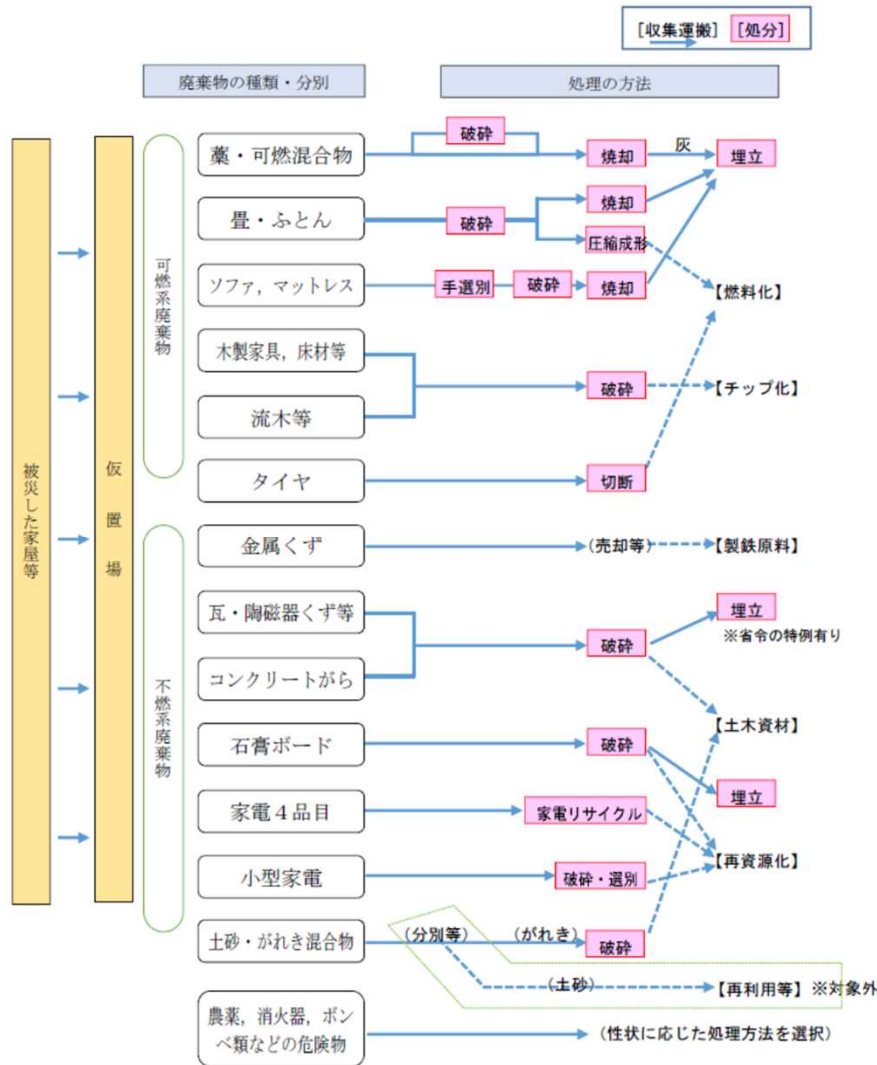 [収集運搬] [処分]
廃棄物の種類・分別 処理の方法
被災した家屋等
仮置場
可燃系廃棄物
藁・可燃混合物 破砕 焼却 灰 埋立
畳・ふとん 破砕 焼却
圧縮成形
ソファ，マットレス 手選別 破砕 焼却 【燃料化】
木製家具，床材等
破砕 【チップ化】
流木等
タイヤ 切断
不燃系廃棄物
金属くず (売却等) 【製鉄原料】
瓦・陶磁器くず等 埋立
※省令の特例有り
破砕
コンクリートがら
【土木資材】
石膏ボード 破砕
埋立
家電４品目 家電リサイクル
【再資源化】
小型家電 破砕・選別
土砂・がれき混合物 (分別等) (がれき) 破砕
(土砂) 【再利用等】※対象外
農薬，消火器，ボン
ベ類などの危険物 (性状に応じた処理方法を選択)